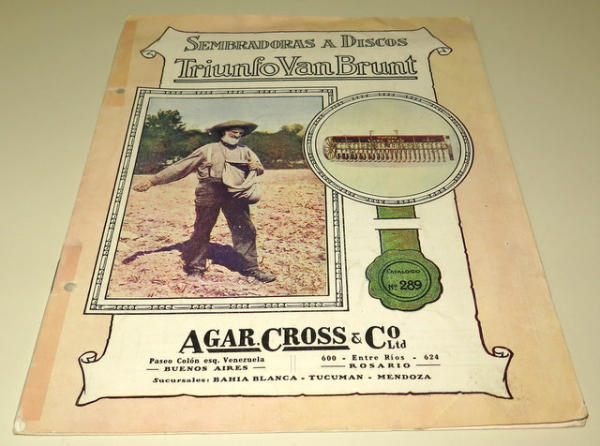 SEMBRADORAS A DISCOS
Triunfo Van Brunt
CATALOGO
Nº 289
AGAR, CROSS & Co Ltd
Paseo Colón esq. Venezuela
BUENOS AIRES
600 - Entre Ríos - 624
ROSARIO
Sucursales: BAHIA BLANCA - TUCUMAN - MENDOZA